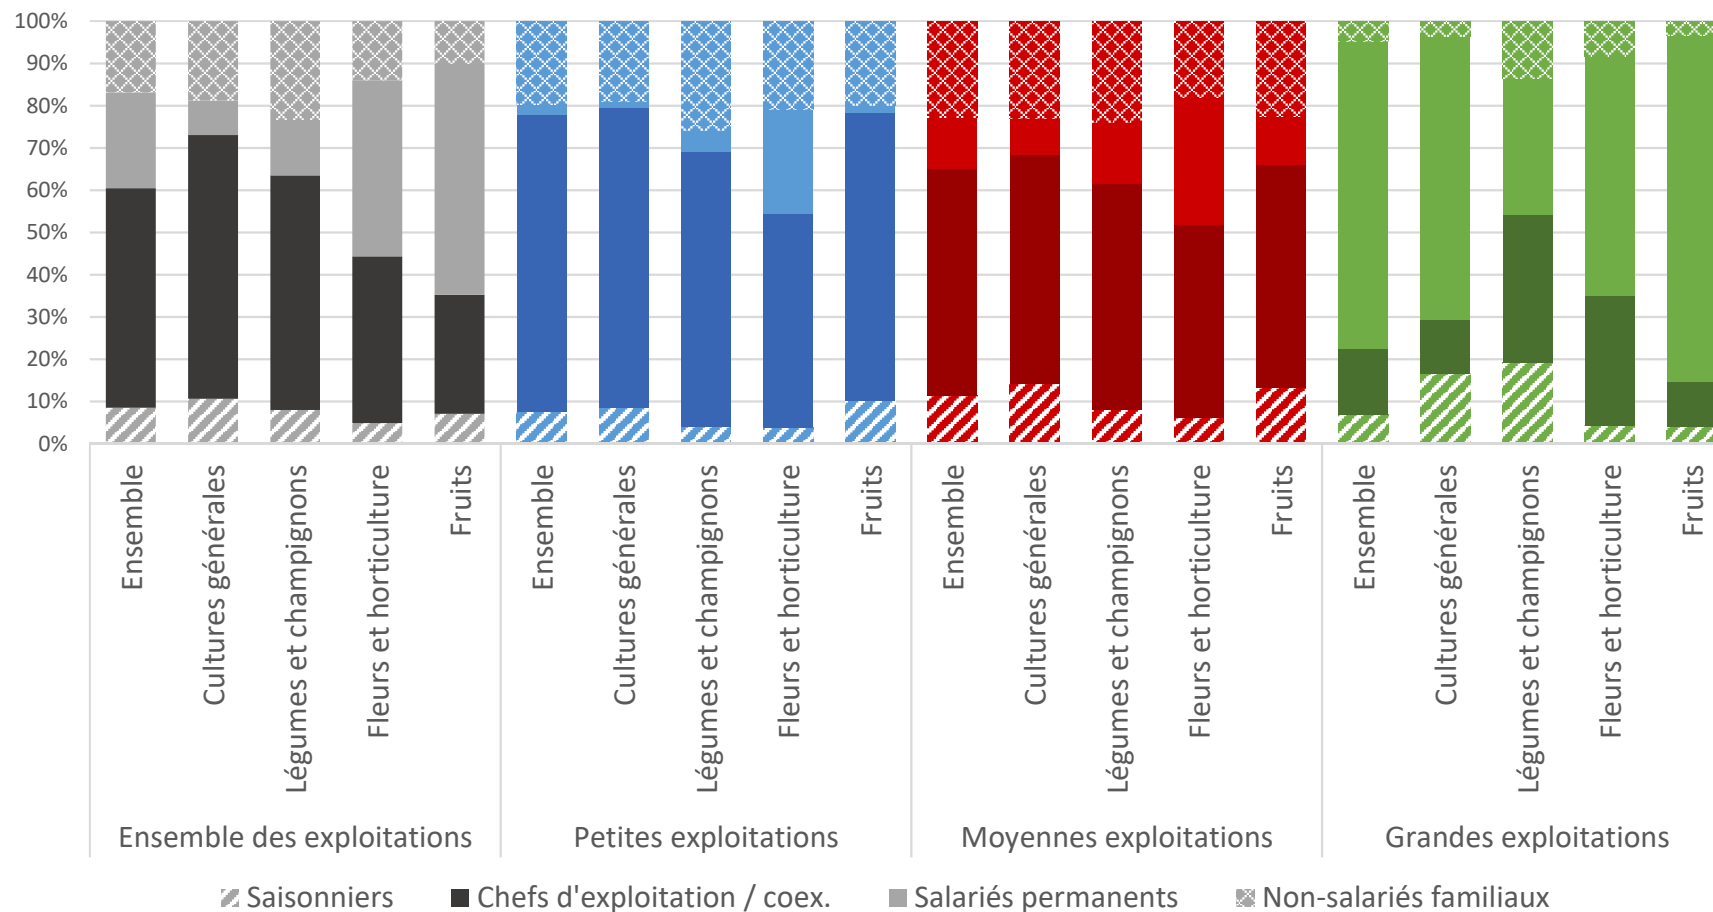 100%
90%
80%
70%
60%
50%
40%
30%
20%
10%
0%
Ensemble
Cultures générales
Légumes et champignons
Fleurs et horticulture
Fruits
Ensemble
Cultures générales
Légumes et champignons
Fleurs et horticulture
Fruits
Ensemble
Cultures générales
Légumes et champignons
Fleurs et horticulture
Fruits
Ensemble
Cultures générales
Légumes et champignons
Fleurs et horticulture
Fruits
Ensemble des exploitations
Petites exploitations
Moyennes exploitations
Grandes exploitations
Saisonniers
Chefs d'exploitation / coex.
Salariés permanents
Non-salariés familiaux